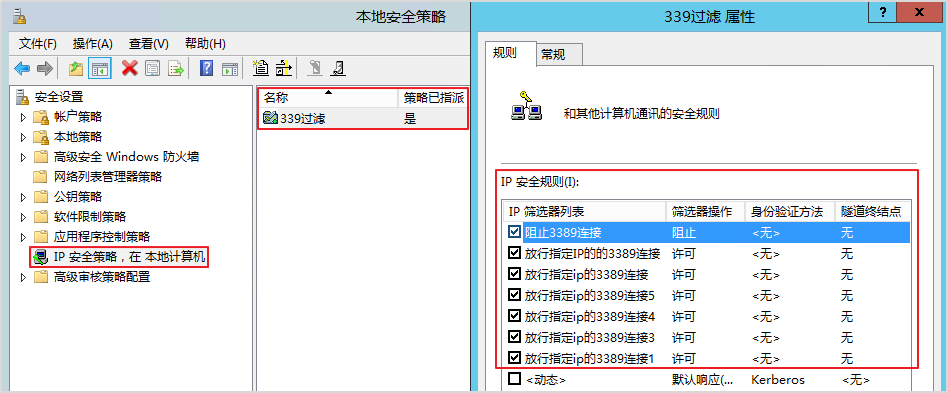 本地安全策略
文件(F) 操作(A) 查看(V) 帮助(H)
安全设置
帐户策略
本地策略
高级安全 Windows 防火墙
网络列表管理器策略
公钥策略
软件限制策略
应用程序控制策略
IP 安全策略，在 本地计算机
高级审核策略配置
名称 策略已指派
339过滤 是
339过滤 属性
? x
规则 常规
和其他计算机通讯的安全规则
IP 安全规则(I):
IP 筛选器列表 筛选器操作 身份验证方法 隧道终结点
阻止3389连接 阻止 <无> 无
放行指定IP的的3389连接 许可 <无> 无
放行指定ip的3389连接 许可 <无> 无
放行指定ip的3389连接5 许可 <无> 无
放行指定ip的3389连接4 许可 <无> 无
放行指定ip的3389连接3 许可 <无> 无
放行指定ip的3389连接1 许可 <无> 无
<动态> 默认响应(... Kerberos <无>